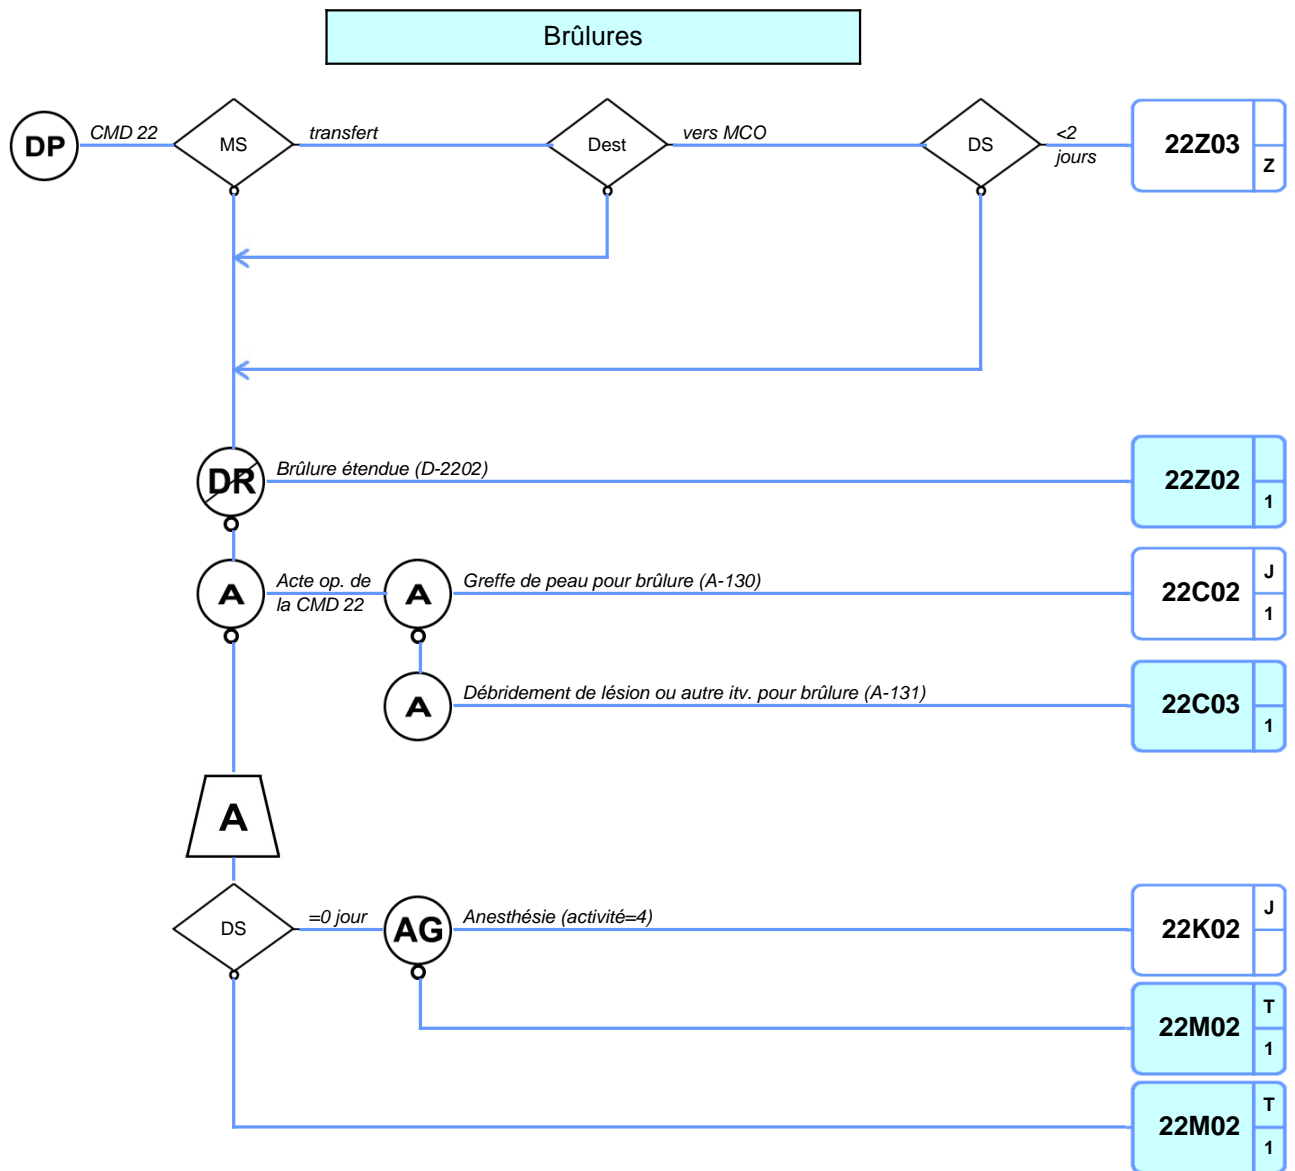 Brûlures
DP
CMD 22
MS
transfert
Dest
vers MCO
DS
<2
jours
22Z03
Z
DR
Brûlure étendue (D-2202)
22Z02
1
A
Acte op. de
la CMD 22
A
Greffe de peau pour brûlure (A-130)
22C02
J
1
A
Débridement de lésion ou autre itv. pour brûlure (A-131)
22C03
1
A
DS
=0 jour
AG
Anesthésie (activité=4)
22K02
J
22M02
T
1
22M02
T
1